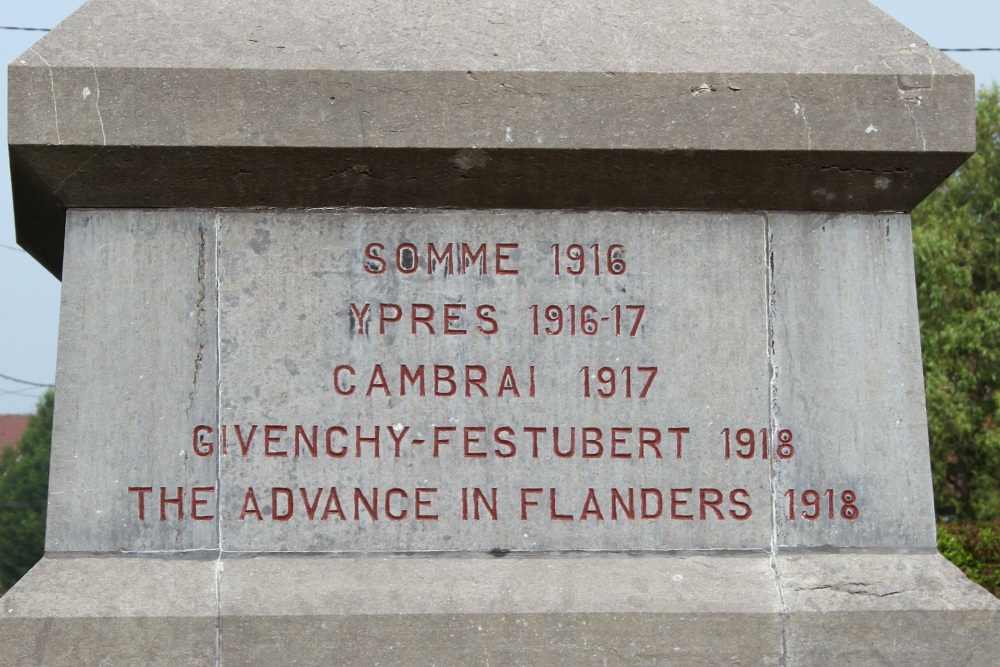 SOMME 1916
YPRES 1916-17
CAMBRAI 1917
GIVENCHY-FESTUBERT 1918
THE ADVANCE IN FLANDERS 1918